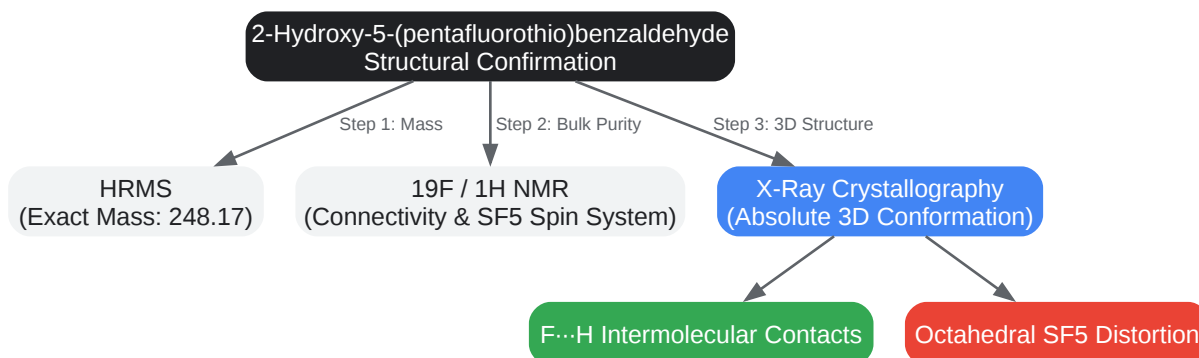 2-Hydroxy-5-(pentafluorothio)benzaldehyde
Structural Confirmation
Step 1: Mass
Step 2: Bulk Purity
Step 3: 3D Structure
HRMS
(Exact Mass: 248.17)
19F / 1H NMR
(Connectivity & SF5 Spin System)
X-Ray Crystallography
(Absolute 3D Conformation)
F···H Intermolecular Contacts
Octahedral SF5 Distortion